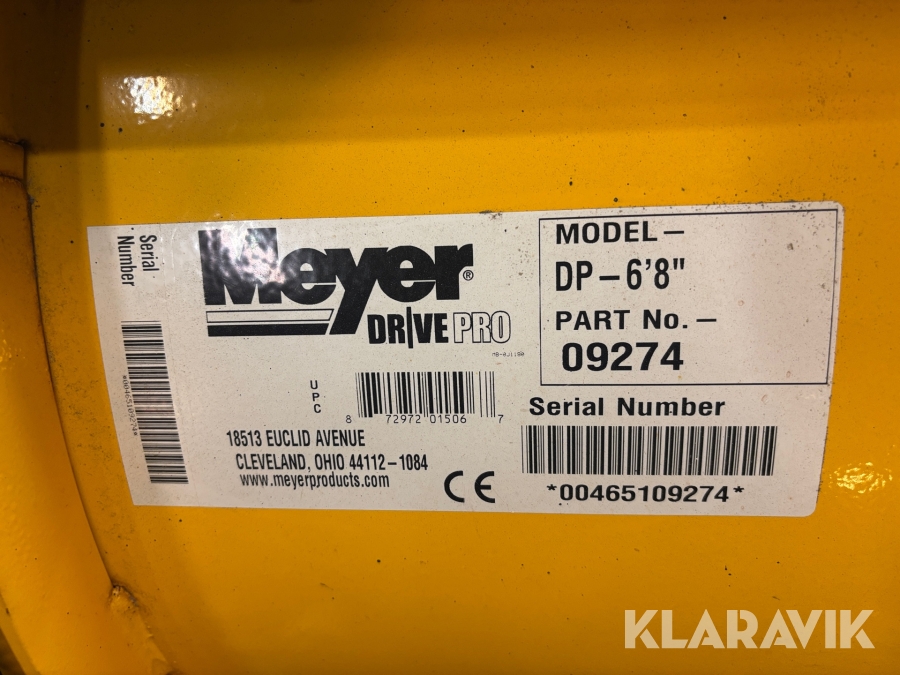 Serial
Number
*00465109274*
Meyer®
DRIVE PRO
MODEL –
DP – 6'8"
PART No. –
09274
UPC
8 72972 01506 7
18513 EUCLID AVENUE
CLEVELAND, OHIO 44112–1084
www.meyerproducts.com
CE
Serial Number
*00465109274*
KLARAVIK